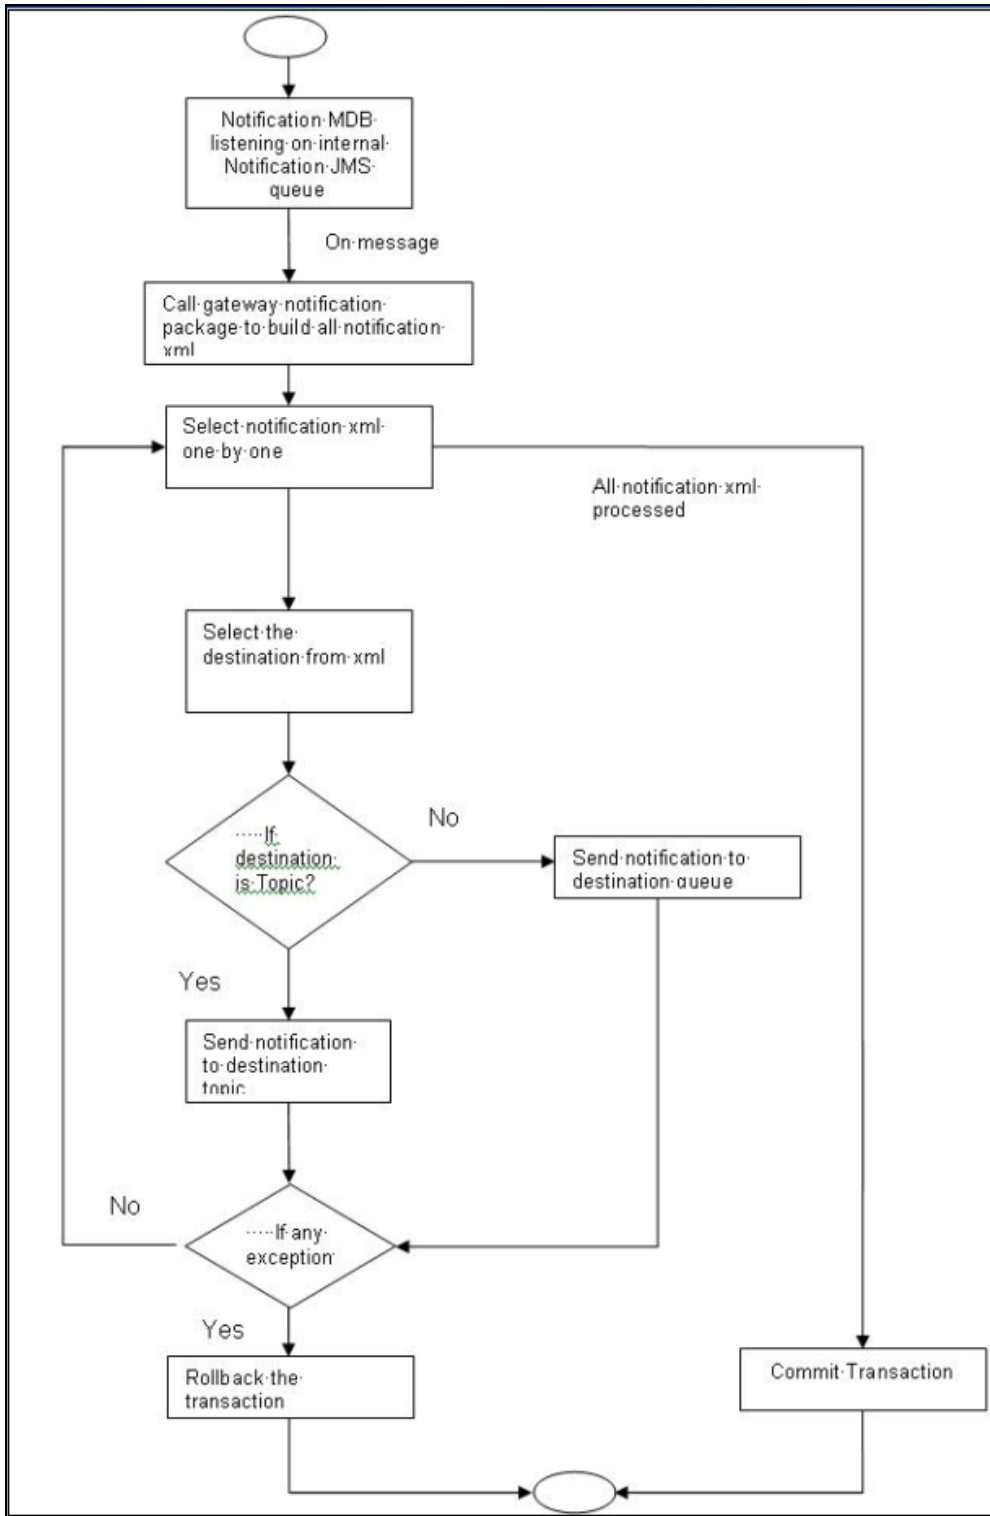 Notification MDB
listening on internal
Notification JMS
queue
On message
Call gateway notification
package to build all notification
xml
Select notification xml
one by one
All notification xml
processed
Select the
destination from xml
No
·····If
destination
is Topic?
Send notification to
destination queue
Yes
Send notification
to destination
topic
No
·····If any
exception
Yes
Rollback the
transaction
Commit Transaction